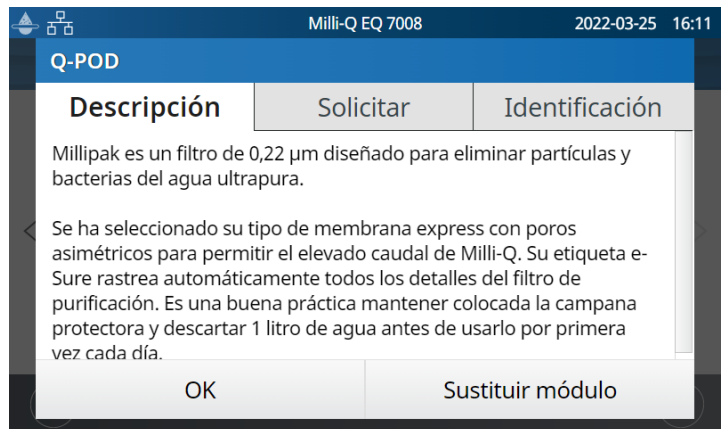 Milli-Q EQ 7008 2022-03-25 16:11
Q-POD
Descripción Solicitar Identificación
Millipak es un filtro de 0,22 µm diseñado para eliminar partículas y
bacterias del agua ultrapura.
Se ha seleccionado su tipo de membrana express con poros
asimétricos para permitir el elevado caudal de Milli-Q. Su etiqueta e-
Sure rastrea automáticamente todos los detalles del filtro de
purificación. Es una buena práctica mantener colocada la campana
protectora y descartar 1 litro de agua antes de usarlo por primera
vez cada día.
OK Sustituir módulo